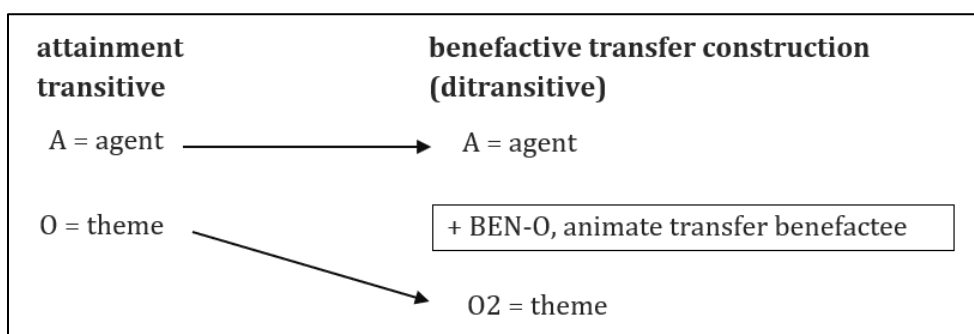 attainment
transitive
benefactive transfer construction
(ditransitive)
A = agent
A = agent
O = theme
+ BEN-O, animate transfer benefactee
O2 = theme